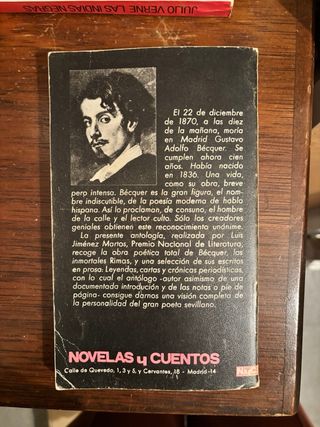 JULIO VERNE LAS INDIAS NEGRAS
El 22 de diciembre
de 1870, a las diez
de la mañana, moría
en Madrid Gustavo
Adolfo Bécquer. Se
cumplen ahora cien
años. Había nacido
en 1836. Una vida,
como su obra, breve
pero intensa. Bécquer es la gran figura, el nom-
bre indiscutible, de la poesía moderna de habla
hispana. Así lo proclaman, de consuno, el hombre
de la calle y el lector culto. Sólo los creadores
geniales obtienen este reconocimiento unánime.
La presente antología, realizada por Luis
Jiménez Martos, Premio Nacional de Literatura,
recoge la obra poética total de Bécquer, las
inmortales Rimas, y una selección de sus escritos
en prosa. Leyendas, cartas y crónicas periodísticas,
con lo cual el antólogo -autor asimismo de una
documentada introdución y de las notas a pie de
página- consigue darnos una visión completa de
la personalidad del gran poeta sevillano.
NOVELAS y CUENTOS
Calle de Quevedo, 1, 3 y 5, y Cervantes, 18 - Madrid-14